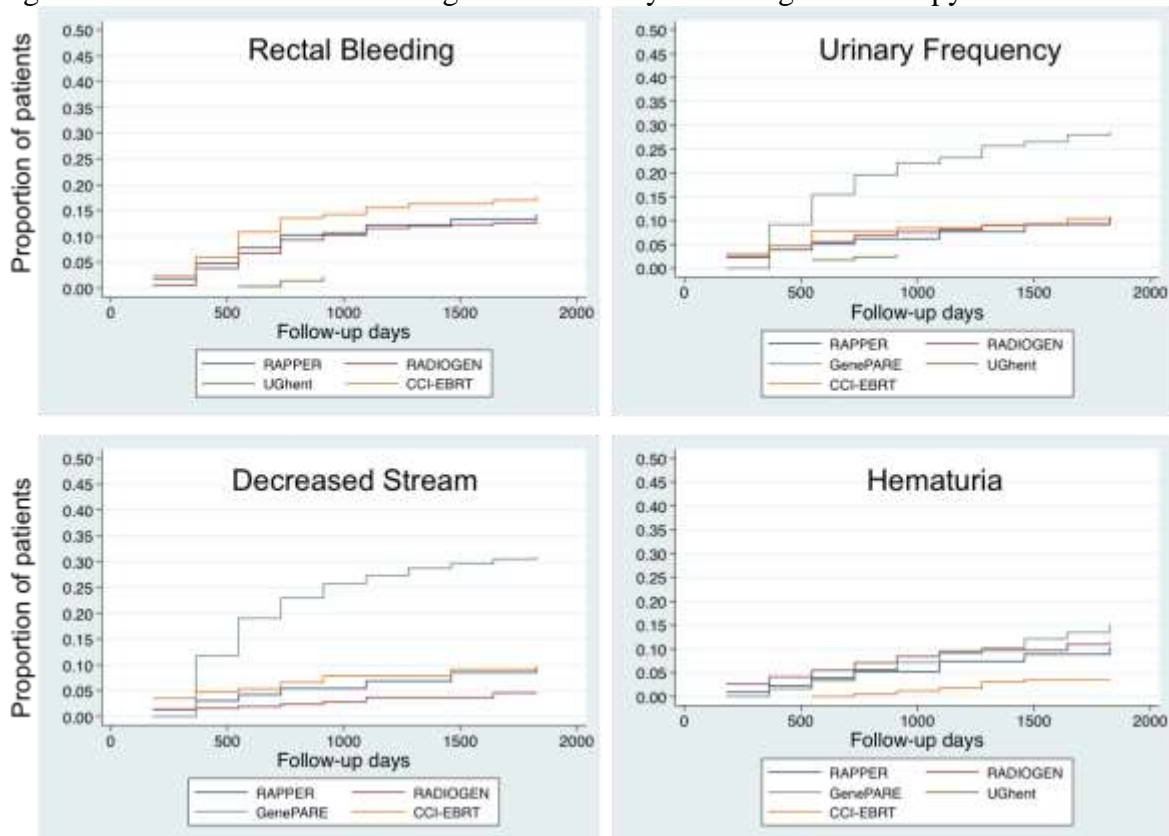 Rectal Bleeding
Proportion of patients
0.50
0.45
0.40
0.35
0.30
0.25
0.20
0.15
0.10
0.05
0.00
0 500 1000 1500 2000
Follow-up days
RAPPER RADIOGEN
UGhent CCI-EBRT
Urinary Frequency
0.50
0.45
0.40
0.35
0.30
0.25
0.20
0.15
0.10
0.05
0.00
0 500 1000 1500 2000
Follow-up days
RAPPER RADIOGEN
GenePARE UGhent
CCI-EBRT
Decreased Stream
Proportion of patients
0.50
0.45
0.40
0.35
0.30
0.25
0.20
0.15
0.10
0.05
0.00
0 500 1000 1500 2000
Follow-up days
RAPPER RADIOGEN
GenePARE CCI-EBRT
Hematuria
0.50
0.45
0.40
0.35
0.30
0.25
0.20
0.15
0.10
0.05
0.00
0 500 1000 1500 2000
Follow-up days
RAPPER RADIOGEN
GenePARE UGhent
CCI-EBRT